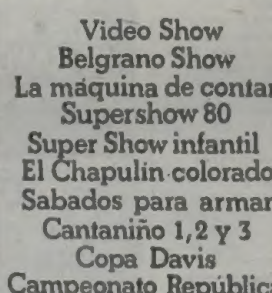 Video Show
Belgrano Show
La máquina de contar
Supershow 80
Super Show infantil
El Chapulín colorado
Sabados para armar
Cantaniño 1,2 y 3
Copa Davis
Campeonato República